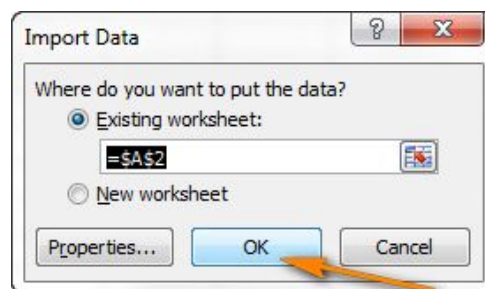 Import Data
Where do you want to put the data?
Existing worksheet:
=$A$2
New worksheet
Properties... OK Cancel